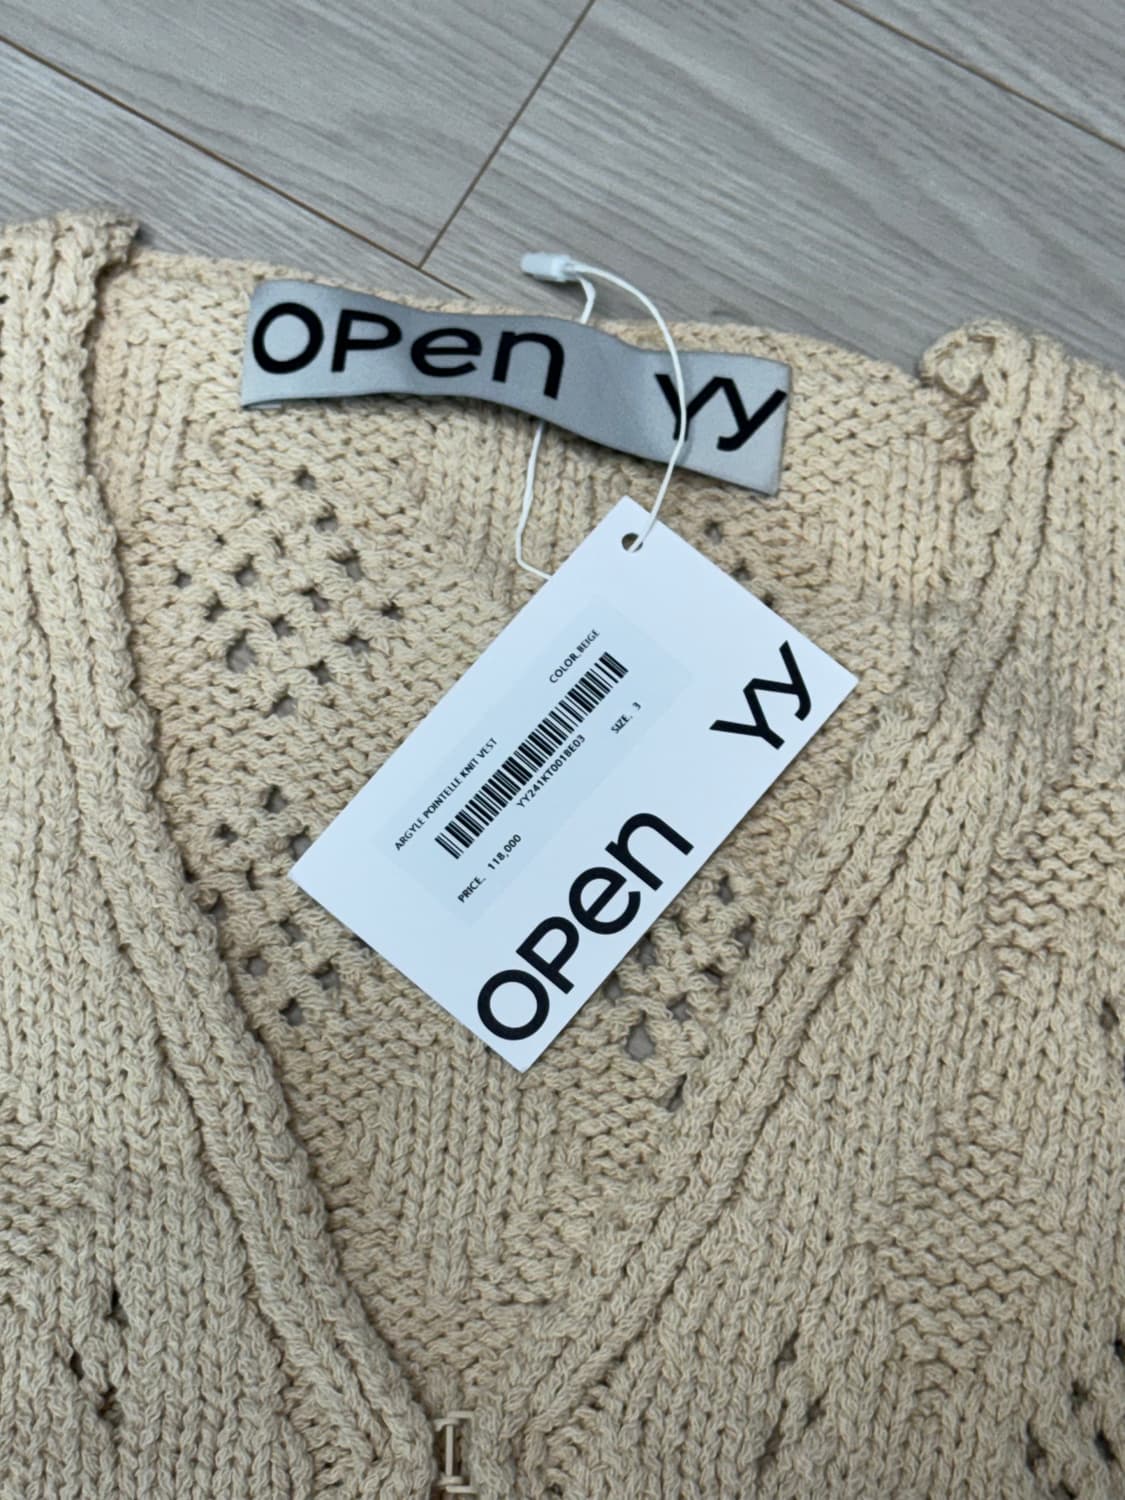 OPen yy
ARGYLE POINTELLE KNIT VEST
COLOR. BEIGE
YY241KT001BE03
PRICE. 118,000
SIZE. 3
OPen yy